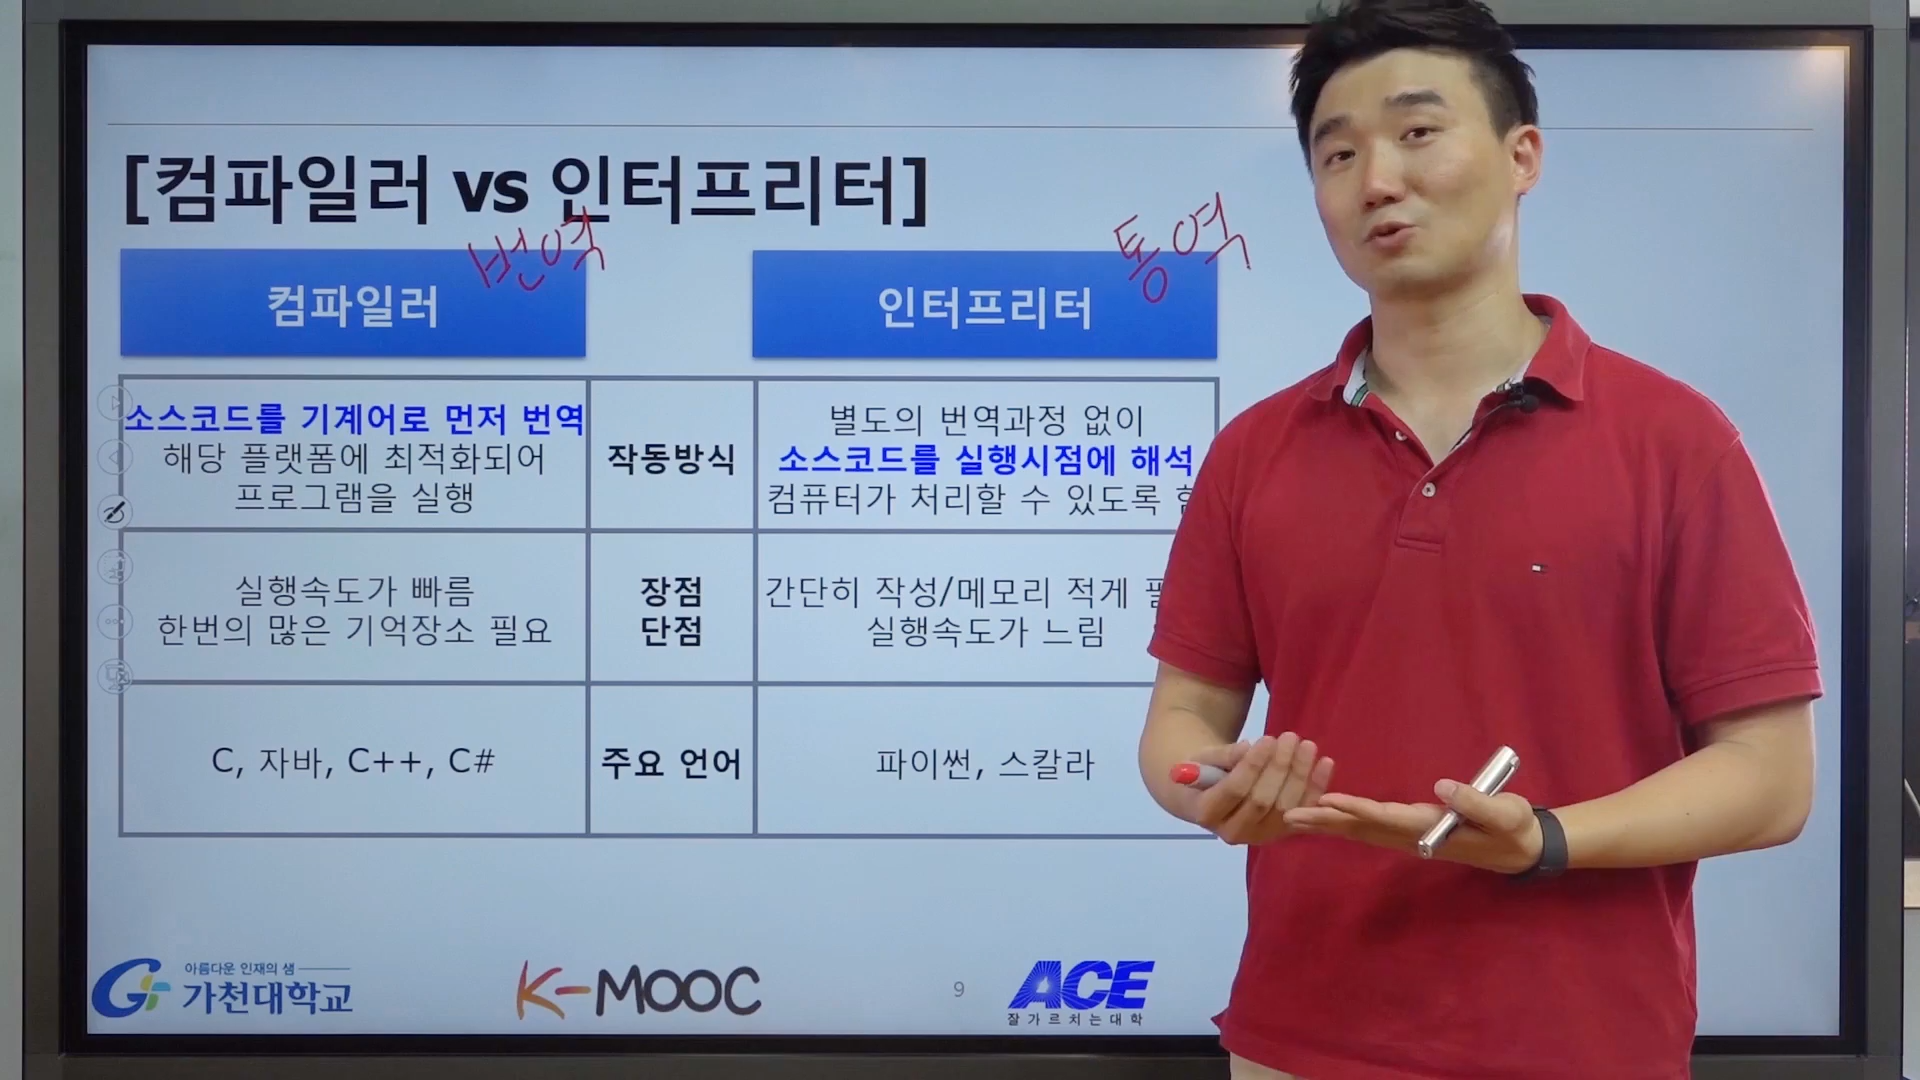 [컴파일러 vs 인터프리터]
번역
통역
컴파일러
인터프리터
소스코드를 기계어로 먼저 번역
해당 플랫폼에 최적화되어
프로그램을 실행
작동방식
별도의 번역과정 없이
소스코드를 실행시점에 해석
컴퓨터가 처리할 수 있도록
실행속도가 빠름
한번의 많은 기억장소 필요
장점
단점
간단히 작성/메모리 적게
실행속도가 느림
C, 자바, C++, C#
주요 언어
파이썬, 스칼라
아름다운 인재의 샘
가천대학교
K-MOOC
9
ACE
잘가르치는대학